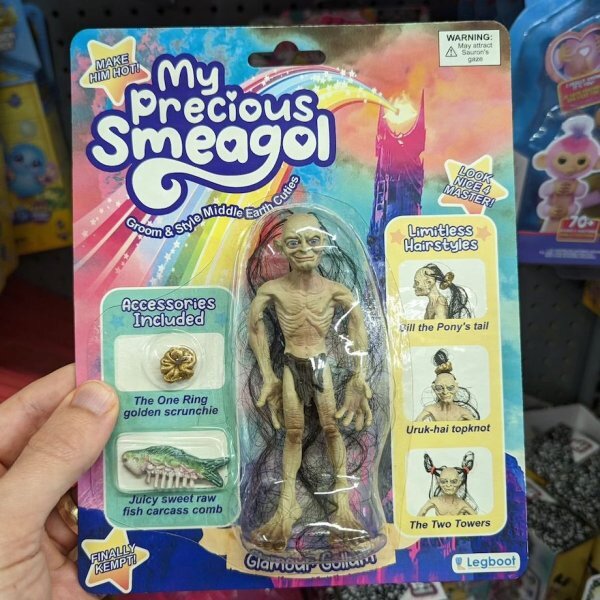 WARNING:
May attract
Sauron's
gaze
MAKE
HIM HOT!
My
Precious
Smeagol
Groom & Style Middle Earth Cuties
LOOK
NICE 4
MASTER!
70+
Accessories
Included
The One Ring
golden scrunchie
Juicy sweet raw
fish carcass comb
Limitless
Hairstyles
Bill the Pony's tail
Uruk-hai topknot
The Two Towers
FINALLY
KEMPT!
Glamour Gollum
Legboot